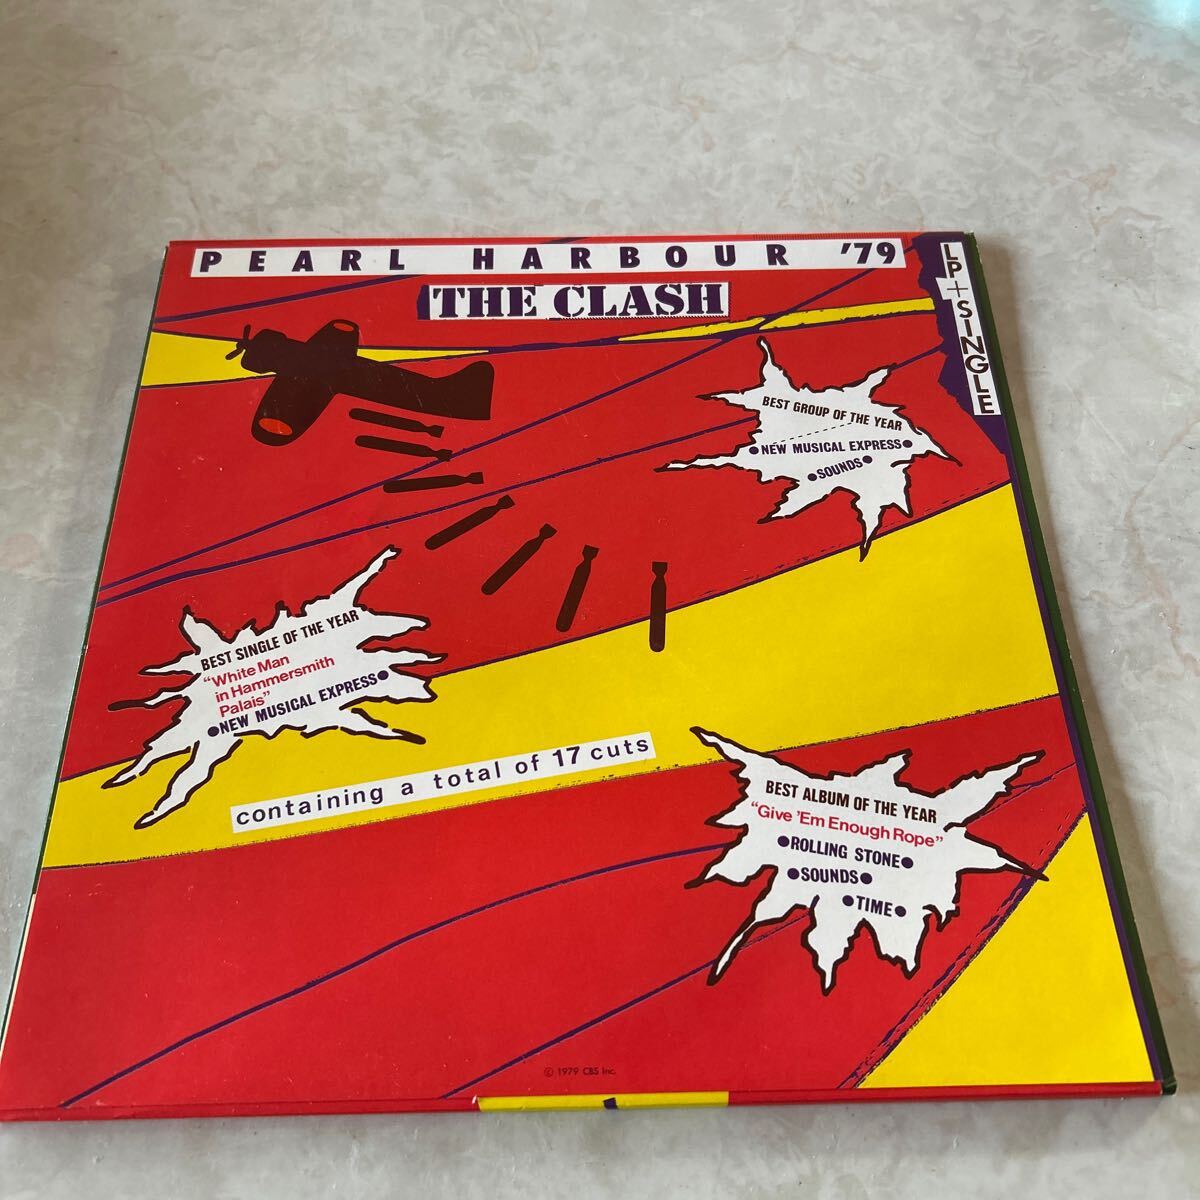 PEARL HARBOUR '79
THE CLASH
LP+SINGLE
BEST GROUP OF THE YEAR
●NEW MUSICAL EXPRESS●
●SOUNDS●
BEST SINGLE OF THE YEAR
"White Man
in Hammersmith
Palais"
●NEW MUSICAL EXPRESS●
containing a total of 17 cuts
BEST ALBUM OF THE YEAR
"Give 'Em Enough Rope"
●ROLLING STONE●
●SOUNDS●
●TIME●
© 1979 CBS Inc.